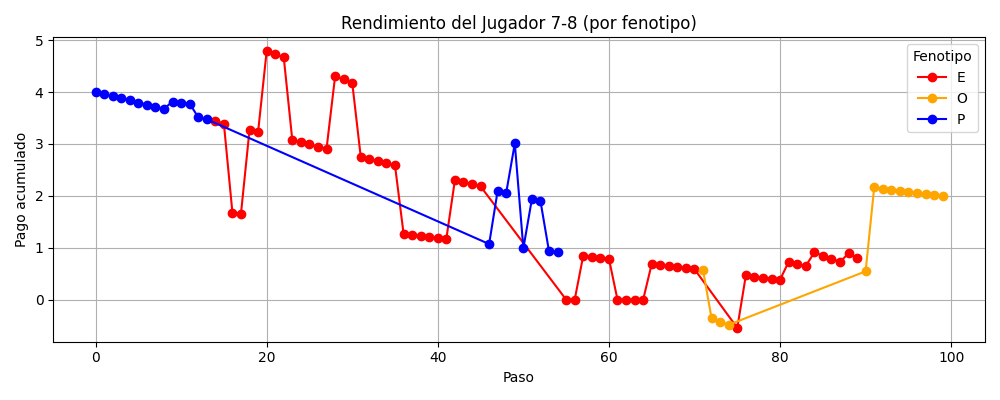 Rendimiento del Jugador 7-8 (por fenotipo)
Pago acumulado
5
4
3
2
1
0
Fenotipo
E
O
P
0 20 40 60 80 100
Paso